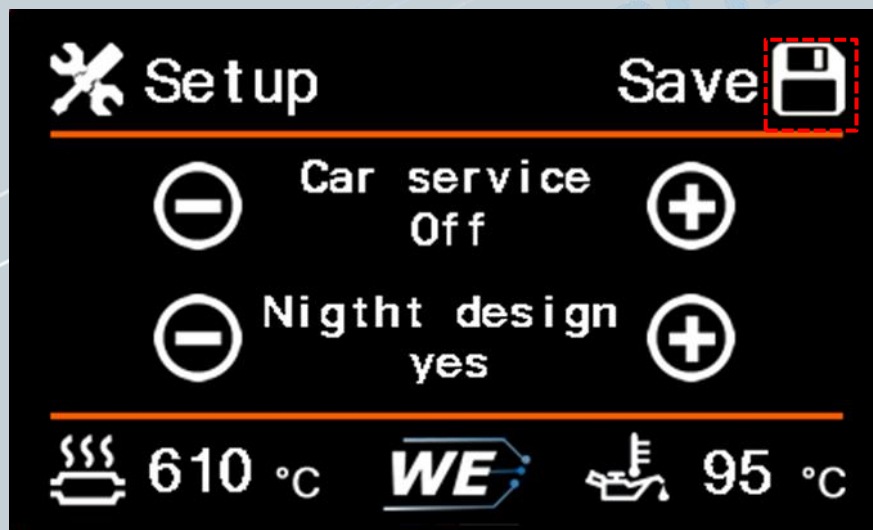 Setup Save
Car service
Off
Nigtht design
yes
610 °C WE 95 °C